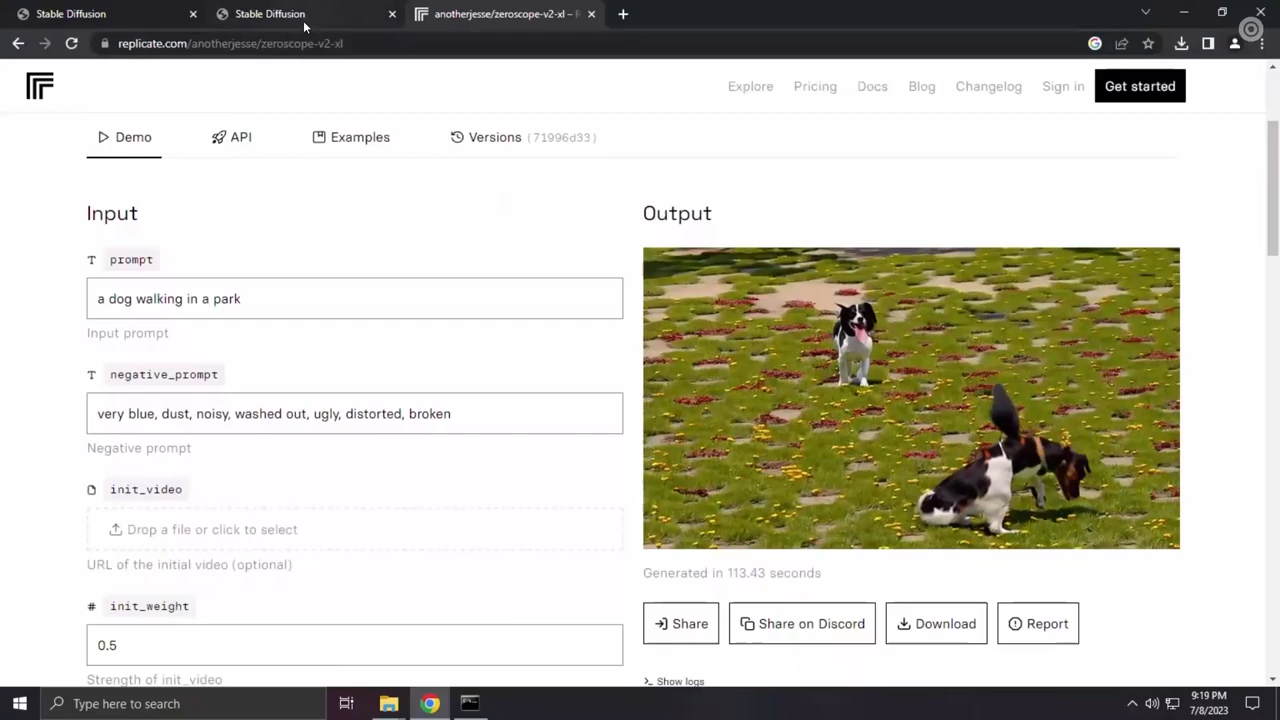 Stable Diffusion
Stable Diffusion
anotherjesse/zeroscope-v2-xl –
replicate.com/anotherjesse/zeroscope-v2-xl
Explore
Pricing
Docs
Blog
Changelog
Sign in
Get started
Demo
API
Examples
Versions (71996d33)
Input
Output
T prompt
a dog walking in a park
Input prompt
T negative_prompt
very blue, dust, noisy, washed out, ugly, distorted, broken
Negative prompt
init_video
Drop a file or click to select
URL of the initial video (optional)
# init_weight
0.5
Strength of init_video
Generated in 113.43 seconds
Share
Share on Discord
Download
Report
>_ Show logs
Type here to search
9:19 PM
7/8/2023